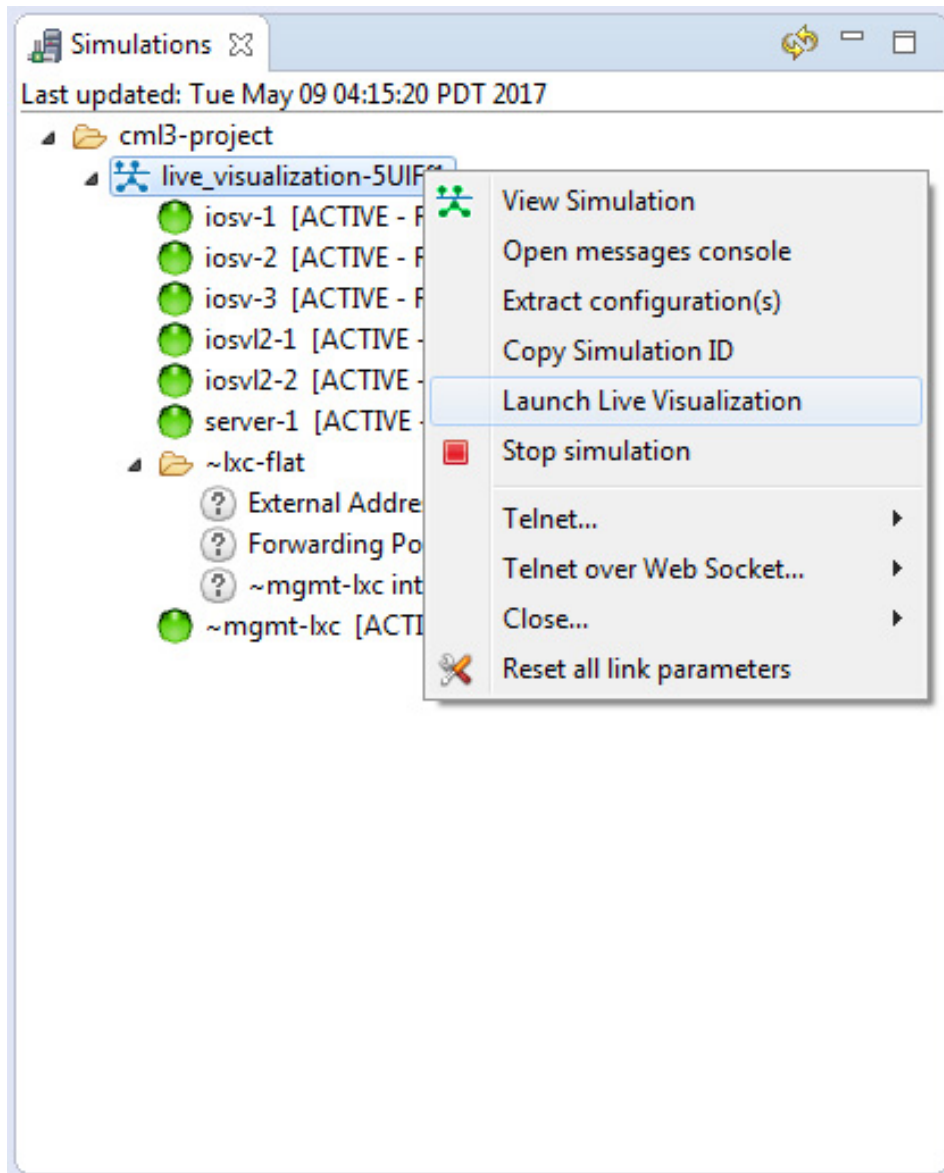 Simulations
Last updated: Tue May 09 04:15:20 PDT 2017
cml3-project
live_visualization-5UIF
iosv-1 [ACTIVE -
iosv-2 [ACTIVE -
iosv-3 [ACTIVE -
iosvl2-1 [ACTIVE -
iosvl2-2 [ACTIVE -
server-1 [ACTIVE -
~lxc-flat
External Addre
Forwarding Po
~mgmt-lxc int
~mgmt-lxc [ACTI
View Simulation
Open messages console
Extract configuration(s)
Copy Simulation ID
Launch Live Visualization
Stop simulation
Telnet...
Telnet over Web Socket...
Close...
Reset all link parameters